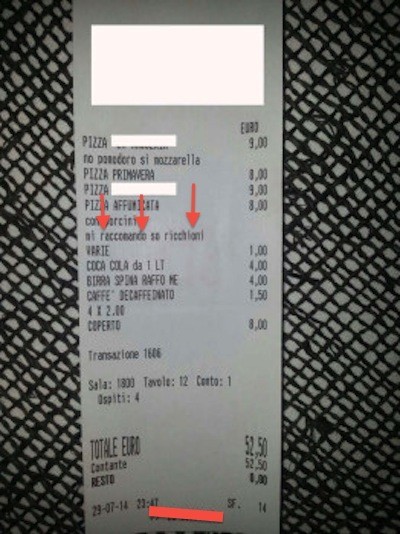 EURO
PIZZA 9,00
no pomodoro si mozzarella
PIZZA PRIMAVERA 8,00
PIZZA 9,00
PIZZA AFFUMICATA 8,00
con porcini
mi raccomando so ricchioni
VARIE 1,00
COCA COLA da 1 LT 4,00
BIRRA SPINA RAFFO ME 4,00
CAFFE' DECAFFEINATO 1,50
4 X 2.00
COPERTO 8,00
Transazione 1606
Sala: 1800 Tavolo: 12 Conto: 1
Ospiti: 4
TOTALE EURO 52,50
Contante 52,50
RESTO 0,00
29-07-14 23:47 SF. 14